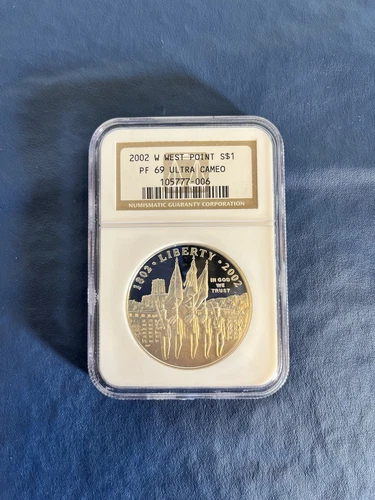 2002 W WEST POINT S$1
PF 69 ULTRA CAMEO
105777-006
NUMISMATIC GUARANTY CORPORATION
1802 · LIBERTY · 2002
IN GOD
WE
TRUST